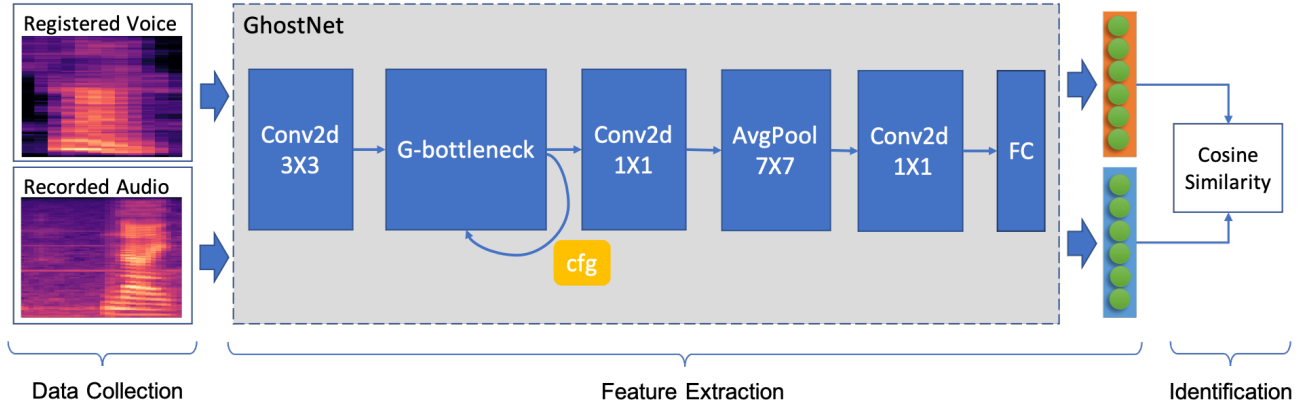 Registered Voice
Recorded Audio
GhostNet
Conv2d
3X3
G-bottleneck
cfg
Conv2d
1X1
AvgPool
7X7
Conv2d
1X1
FC
Cosine
Similarity
Data Collection
Feature Extraction
Identification